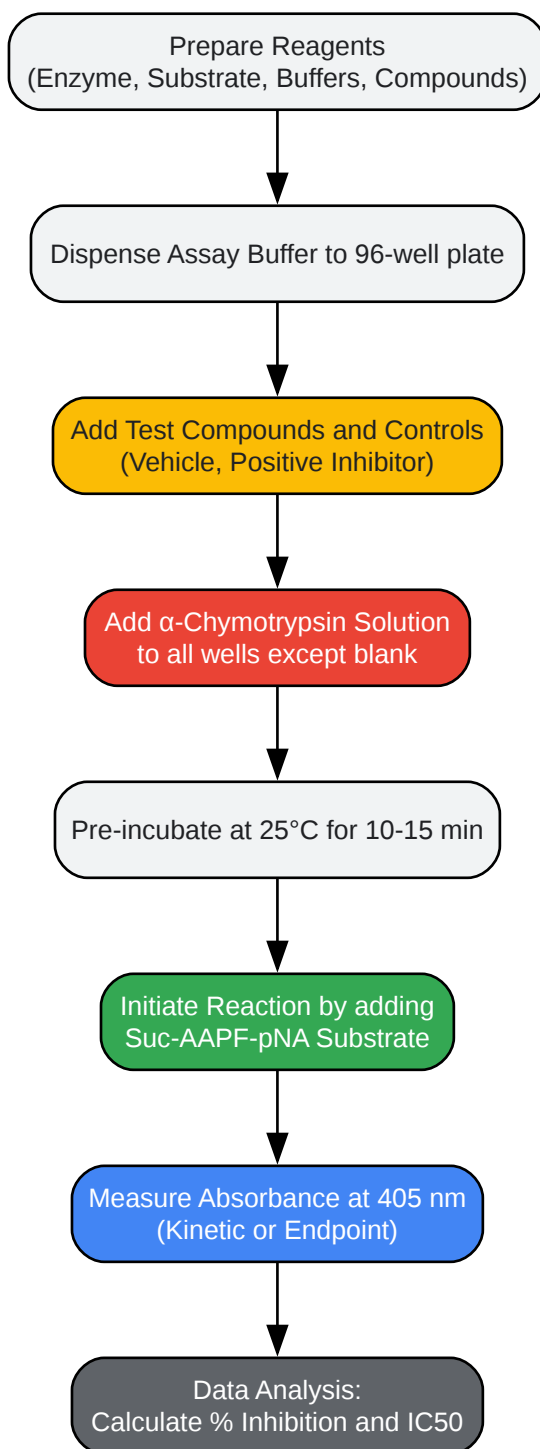 Prepare Reagents
(Enzyme, Substrate, Buffers, Compounds)
Dispense Assay Buffer to 96-well plate
Add Test Compounds and Controls
(Vehicle, Positive Inhibitor)
Add α-Chymotrypsin Solution
to all wells except blank
Pre-incubate at 25°C for 10-15 min
Initiate Reaction by adding
Suc-AAPF-pNA Substrate
Measure Absorbance at 405 nm
(Kinetic or Endpoint)
Data Analysis:
Calculate % Inhibition and IC50